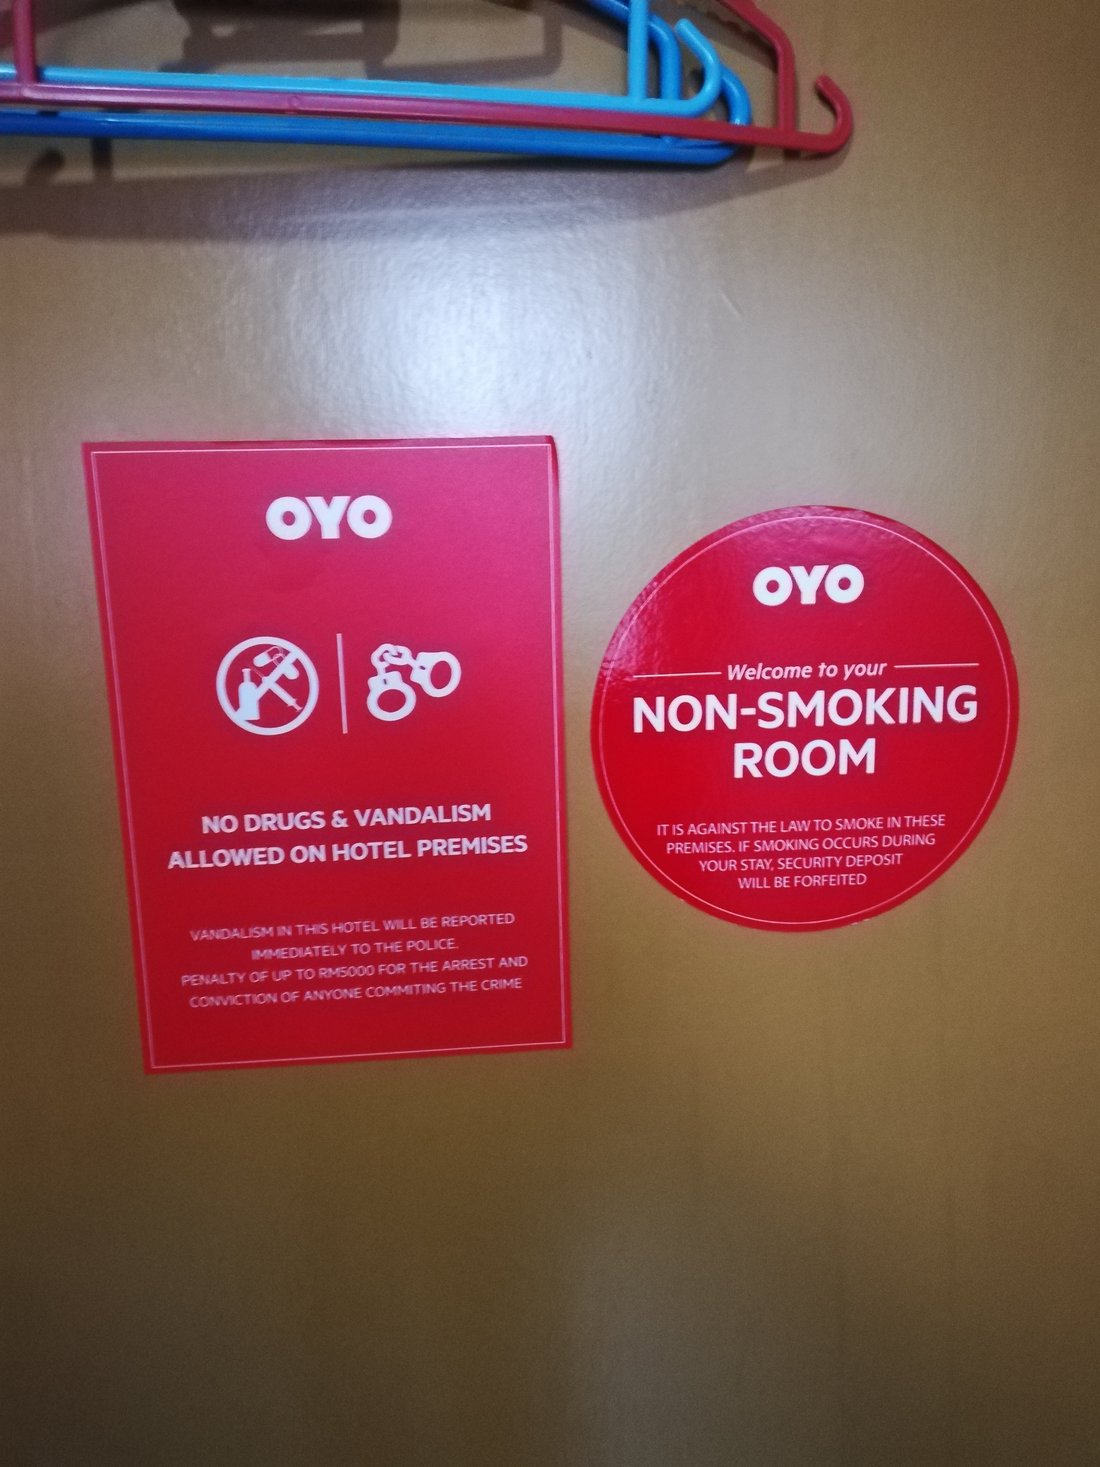 OYO
NO DRUGS & VANDALISM
ALLOWED ON HOTEL PREMISES
VANDALISM IN THIS HOTEL WILL BE REPORTED
IMMEDIATELY TO THE POLICE.
PENALTY OF UP TO RM5000 FOR THE ARREST AND
CONVICTION OF ANYONE COMMITING THE CRIME
OYO
Welcome to your
NON-SMOKING
ROOM
IT IS AGAINST THE LAW TO SMOKE IN THESE
PREMISES. IF SMOKING OCCURS DURING
YOUR STAY, SECURITY DEPOSIT
WILL BE FORFEITED